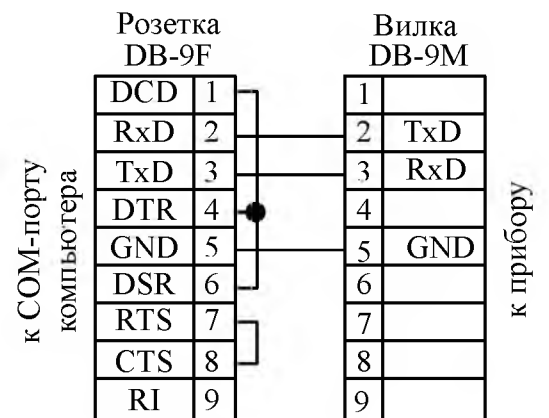 Розетка Вилка
DB-9F DB-9M
к COM-порту
компьютера
DCD 1 1
RxD 2 2 TxD
TxD 3 3 RxD
DTR 4 4
GND 5 5 GND
DSR 6 6
RTS 7 7
CTS 8 8
RI 9 9
к прибору